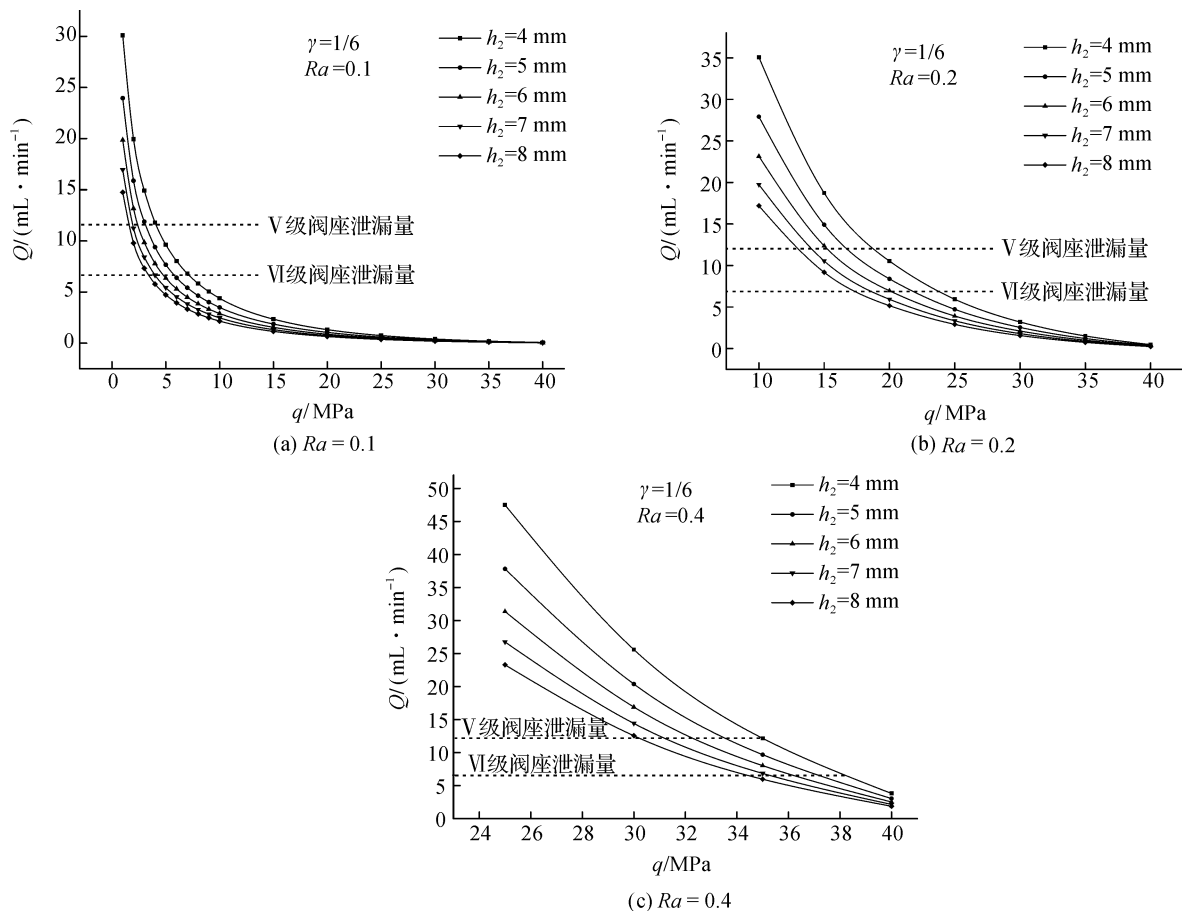 30
25
20
15
10
5
0
Q/(mL·min⁻¹)
γ=1/6
Ra=0.1
h₂=4 mm
h₂=5 mm
h₂=6 mm
h₂=7 mm
h₂=8 mm
Ⅴ级阀座泄漏量
Ⅵ级阀座泄漏量
0 5 10 15 20 25 30 35 40
q/MPa
(a) Ra = 0.1
35
30
25
20
15
10
5
0
Q/(mL·min⁻¹)
γ=1/6
Ra=0.2
h₂=4 mm
h₂=5 mm
h₂=6 mm
h₂=7 mm
h₂=8 mm
Ⅴ级阀座泄漏量
Ⅵ级阀座泄漏量
10 15 20 25 30 35 40
q/MPa
(b) Ra = 0.2
50
45
40
35
30
25
20
15
10
5
0
Q/(mL·min⁻¹)
γ=1/6
Ra=0.4
h₂=4 mm
h₂=5 mm
h₂=6 mm
h₂=7 mm
h₂=8 mm
Ⅴ级阀座泄漏量
Ⅵ级阀座泄漏量
24 26 28 30 32 34 36 38 40
q/MPa
(c) Ra = 0.4